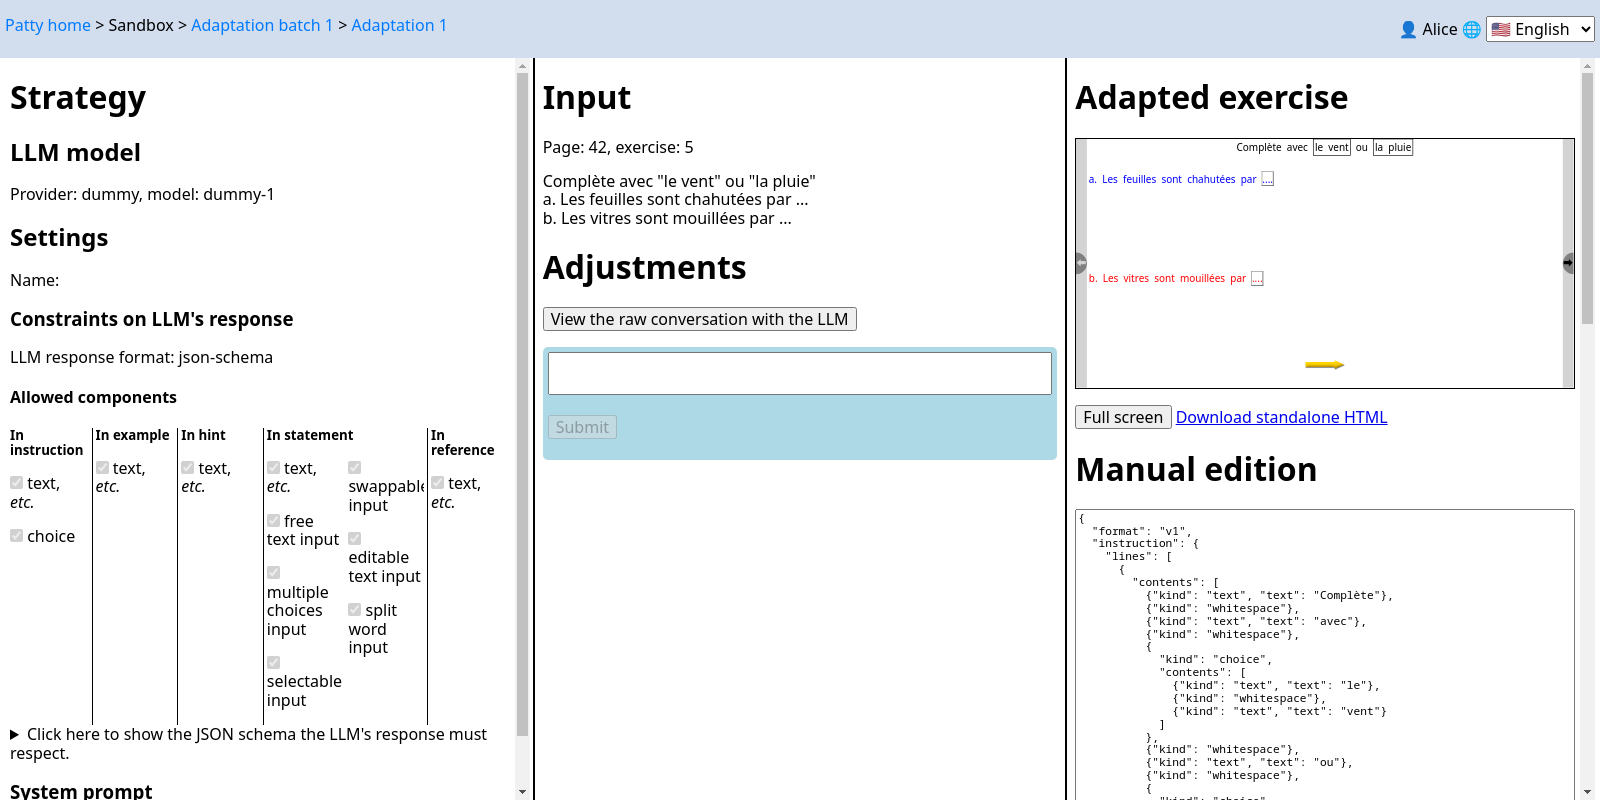 Patty home > Sandbox > Adaptation batch 1 > Adaptation 1
Alice
English
Strategy
LLM model
Provider: dummy, model: dummy-1
Settings
Name:
Constraints on LLM's response
LLM response format: json-schema
Allowed components
In instruction
text, etc.
choice
In example
text, etc.
In hint
text, etc.
In statement
text, etc.
free text input
multiple choices input
selectable input
swappable input
editable text input
split word input
In reference
text, etc.
Click here to show the JSON schema the LLM's response must respect.
System prompt
Input
Page: 42, exercise: 5
Complète avec "le vent" ou "la pluie"
a. Les feuilles sont chahutées par ...
b. Les vitres sont mouillées par ...
Adjustments
View the raw conversation with the LLM
Submit
Adapted exercise
Complète avec le vent ou la pluie
a. Les feuilles sont chahutées par ....
b. Les vitres sont mouillées par ....
Full screen Download standalone HTML
Manual edition
{
"format": "v1",
"instruction": {
"lines": [
{
"contents": [
{"kind": "text", "text": "Complète"},
{"kind": "whitespace"},
{"kind": "text", "text": "avec"},
{"kind": "whitespace"},
{
"kind": "choice",
"contents": [
{"kind": "text", "text": "le"},
{"kind": "whitespace"},
{"kind": "text", "text": "vent"}
]
},
{"kind": "whitespace"},
{"kind": "text", "text": "ou"},
{"kind": "whitespace"},
{